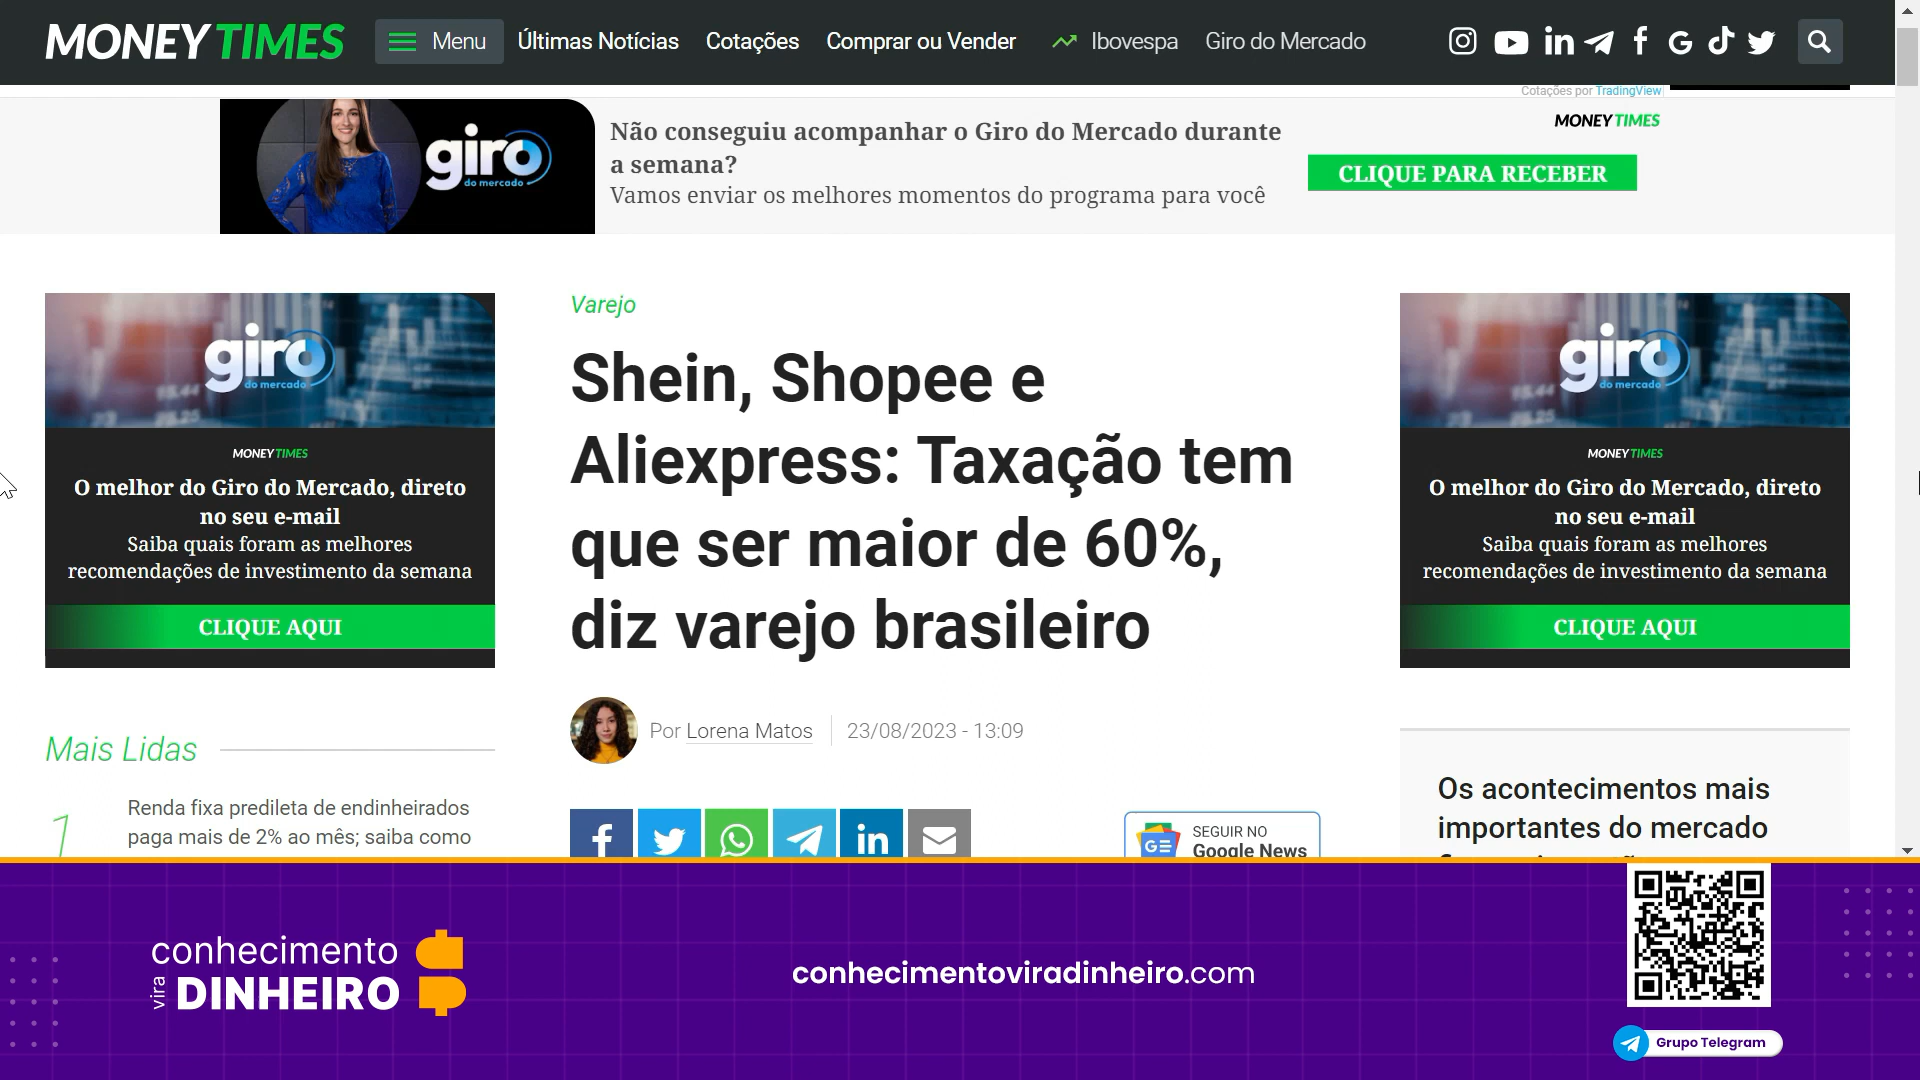 MONEY TIMES
Menu
Últimas Notícias
Cotações
Comprar ou Vender
Ibovespa
Giro do Mercado
Cotações por TradingView
giro
do mercado
Não conseguiu acompanhar o Giro do Mercado durante
a semana?
Vamos enviar os melhores momentos do programa para você
MONEY TIMES
CLIQUE PARA RECEBER
giro
do mercado
MONEY TIMES
O melhor do Giro do Mercado, direto
no seu e-mail
Saiba quais foram as melhores
recomendações de investimento da semana
CLIQUE AQUI
Mais Lidas
1
Renda fixa predileta de endinheirados
paga mais de 2% ao mês; saiba como
Varejo
Shein, Shopee e
Aliexpress: Taxação tem
que ser maior de 60%,
diz varejo brasileiro
Por Lorena Matos
23/08/2023 - 13:09
SEGUIR NO
Google News
giro
do mercado
MONEY TIMES
O melhor do Giro do Mercado, direto
no seu e-mail
Saiba quais foram as melhores
recomendações de investimento da semana
CLIQUE AQUI
Os acontecimentos mais
importantes do mercado
conhecimento
vira DINHEIRO
conhecimentoviradinheiro.com
Grupo Telegram